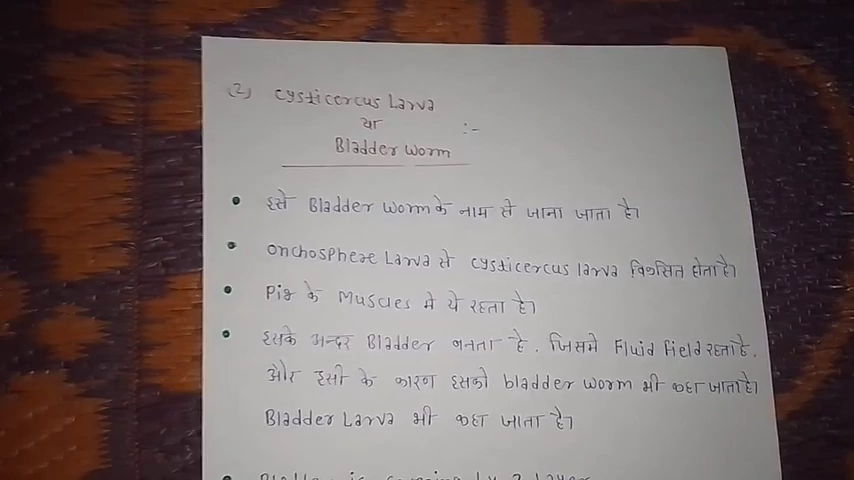 (2) Cysticercus Larva
या :-
Bladder Worm
• इसे Bladder Worm के नाम से जाना जाता है।
• Onchosphere Larva से Cysticercus larva विकसित होता है।
• Pig के Muscles मे ये रहता है।
• इसके अन्दर Bladder बनता है. जिसमे Fluid Field रहता है.
और इसी के कारण इसको bladder worm भी कहा जाता है।
Bladder Larva भी कहा जाता है।